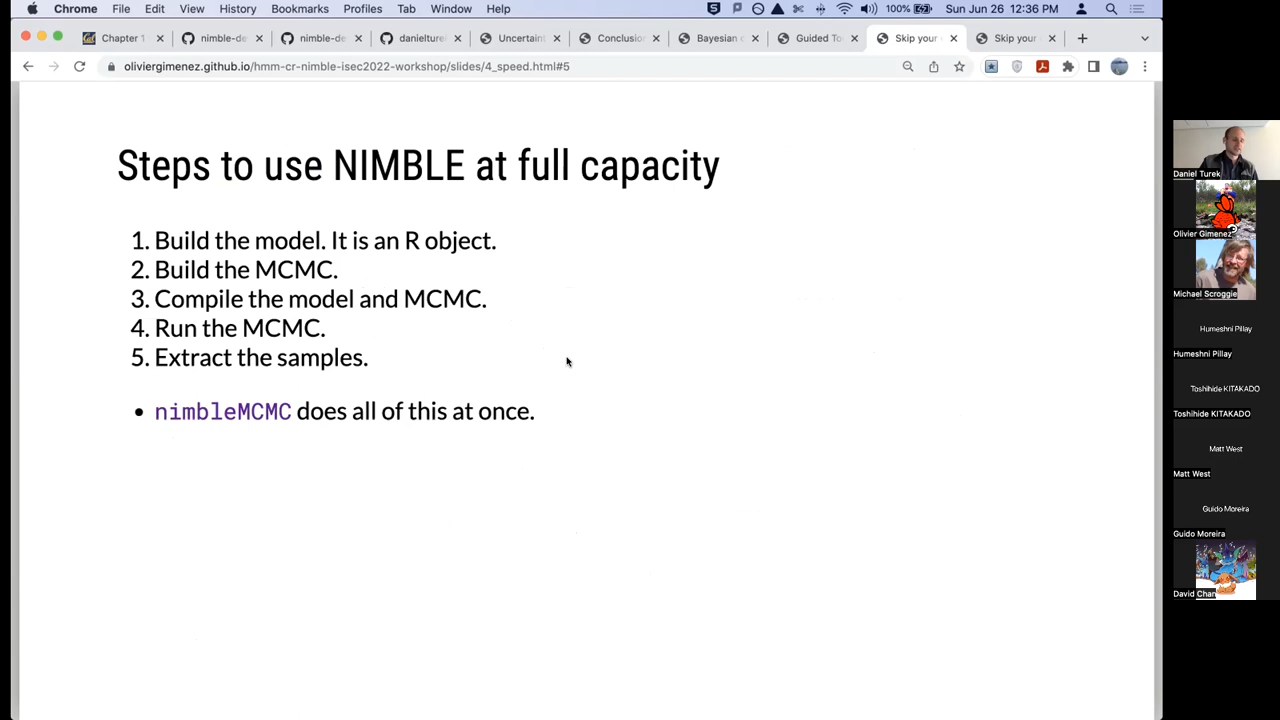 Chrome File Edit View History Bookmarks Profiles Tab Window Help 100% Sun Jun 26 12:36 PM
Chapter 1 nimble-de nimble-de danielture Uncertain Conclusion Bayesian c Guided To Skip your Skip your
oliviergimenez.github.io/hmm-cr-nimble-isec2022-workshop/slides/4_speed.html#5
Steps to use NIMBLE at full capacity
1. Build the model. It is an R object.
2. Build the MCMC.
3. Compile the model and MCMC.
4. Run the MCMC.
5. Extract the samples.
• nimbleMCMC does all of this at once.
Daniel Turek
Olivier Gimenez
Michael Scroggie
Humeshni Pillay
Humeshni Pillay
Toshihide KITAKADO
Toshihide KITAKADO
Matt West
Matt West
Guido Moreira
Guido Moreira
David Chan